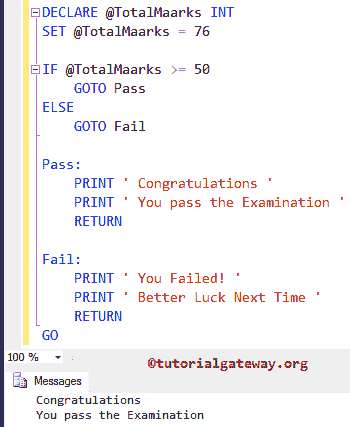 DECLARE @TotalMaarks INT
SET @TotalMaarks = 76
IF @TotalMaarks >= 50
GOTO Pass
ELSE
GOTO Fail
Pass:
PRINT ' Congratulations '
PRINT ' You pass the Examination '
RETURN
Fail:
PRINT ' You Failed! '
PRINT ' Better Luck Next Time '
RETURN
GO
100 %
©tutorialgateway.org
Messages
Congratulations
You pass the Examination